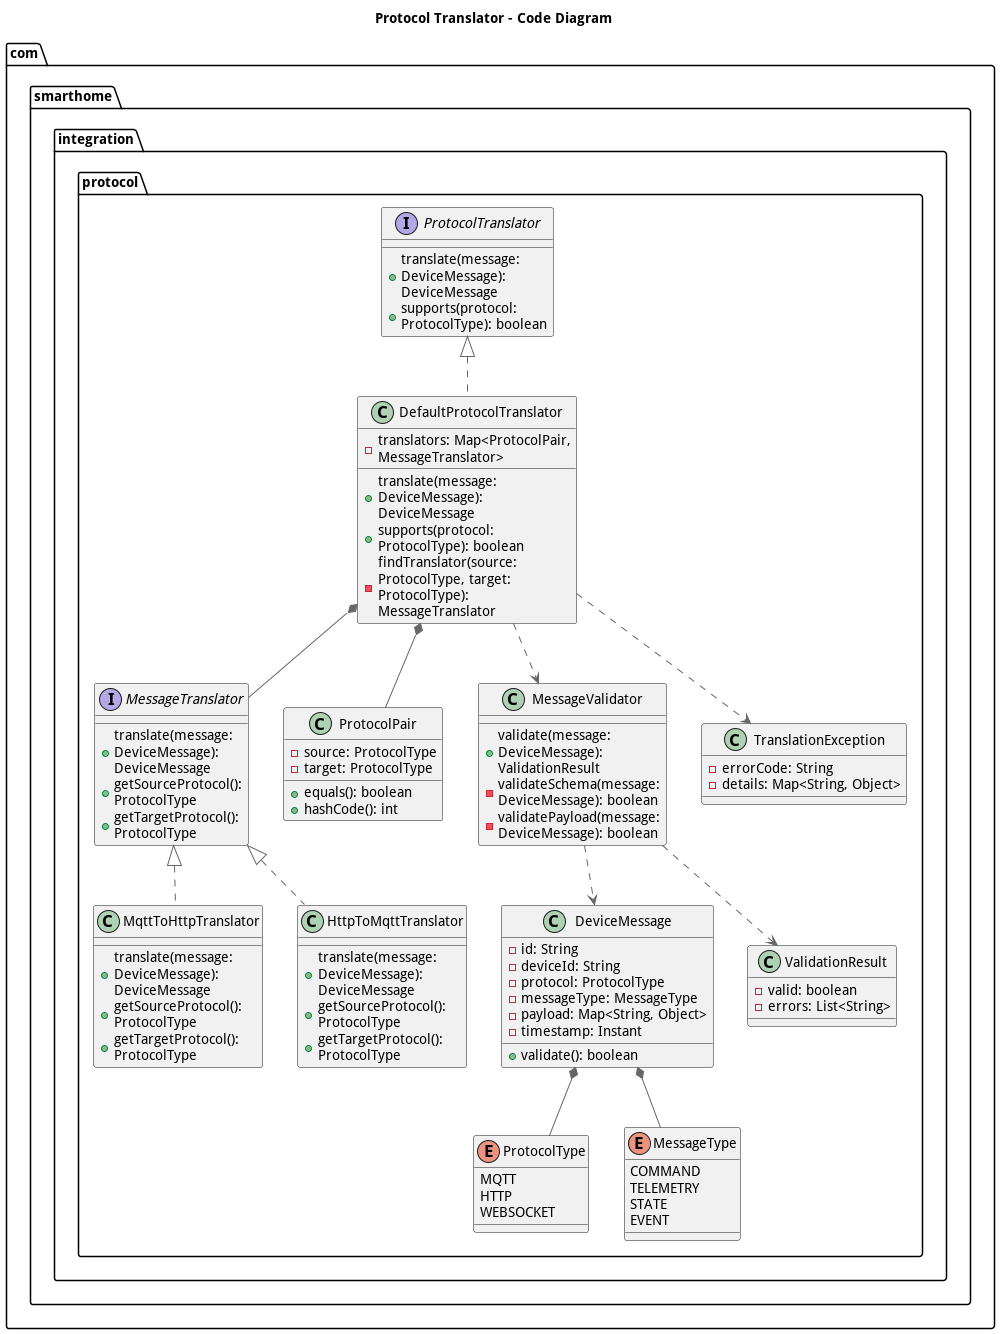 Protocol Translator - Code Diagram
com
smarthome
integration
protocol
I ProtocolTranslator
translate(message:
DeviceMessage):
DeviceMessage
supports(protocol:
ProtocolType): boolean
C DefaultProtocolTranslator
translators: Map<ProtocolPair,
MessageTranslator>
translate(message:
DeviceMessage):
DeviceMessage
supports(protocol:
ProtocolType): boolean
findTranslator(source:
ProtocolType, target:
ProtocolType):
MessageTranslator
I MessageTranslator
translate(message:
DeviceMessage):
DeviceMessage
getSourceProtocol():
ProtocolType
getTargetProtocol():
ProtocolType
C ProtocolPair
source: ProtocolType
target: ProtocolType
equals(): boolean
hashCode(): int
C MessageValidator
validate(message:
DeviceMessage):
ValidationResult
validateSchema(message:
DeviceMessage): boolean
validatePayload(message:
DeviceMessage): boolean
C TranslationException
errorCode: String
details: Map<String, Object>
C MqttToHttpTranslator
translate(message:
DeviceMessage):
DeviceMessage
getSourceProtocol():
ProtocolType
getTargetProtocol():
ProtocolType
C HttpToMqttTranslator
translate(message:
DeviceMessage):
DeviceMessage
getSourceProtocol():
ProtocolType
getTargetProtocol():
ProtocolType
C DeviceMessage
id: String
deviceId: String
protocol: ProtocolType
messageType: MessageType
payload: Map<String, Object>
timestamp: Instant
validate(): boolean
C ValidationResult
valid: boolean
errors: List<String>
E ProtocolType
MQTT
HTTP
WEBSOCKET
E MessageType
COMMAND
TELEMETRY
STATE
EVENT